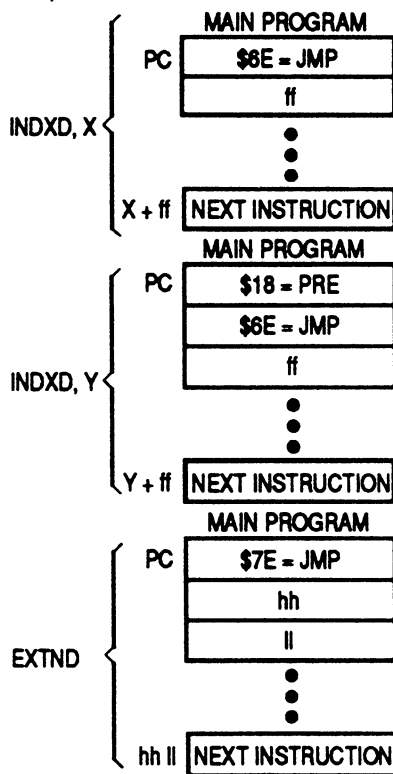 MAIN PROGRAM
PC
$6E = JMP
ff
INDXD, X
X + ff
NEXT INSTRUCTION
MAIN PROGRAM
PC
$18 = PRE
$6E = JMP
ff
INDXD, Y
Y + ff
NEXT INSTRUCTION
MAIN PROGRAM
PC
$7E = JMP
hh
ll
EXTND
hh ll
NEXT INSTRUCTION